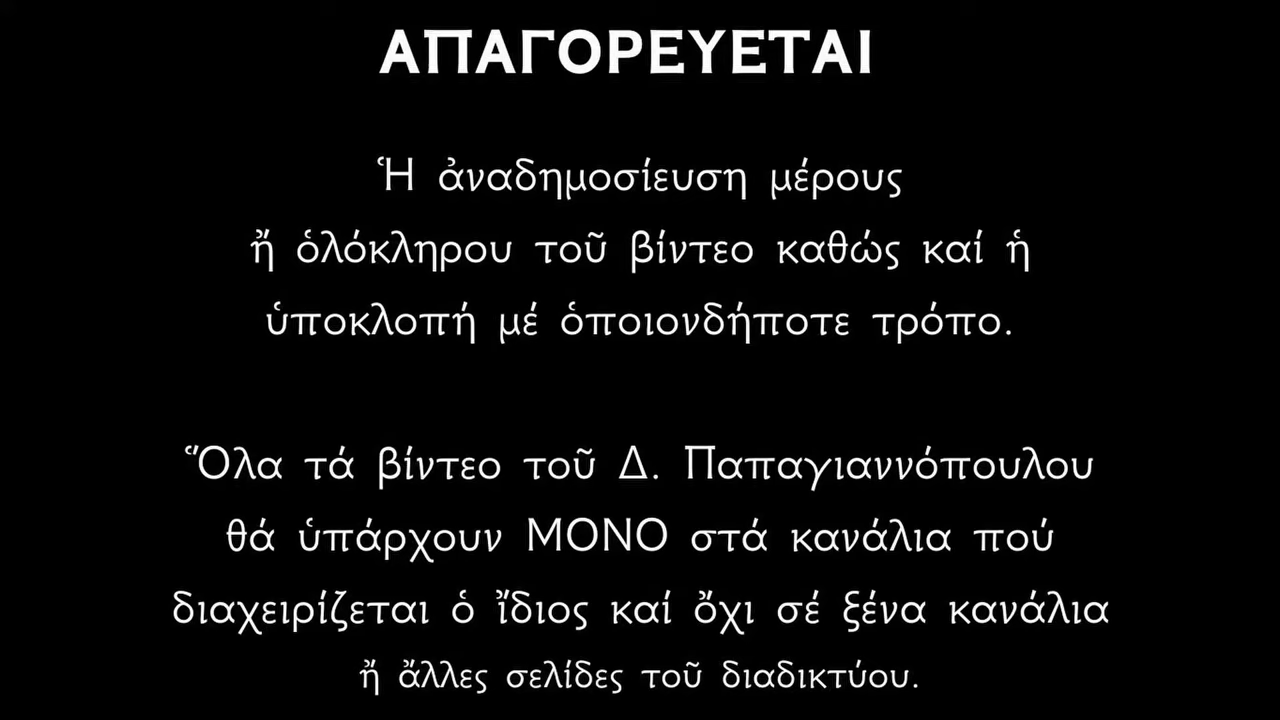 ΑΠΑΓΟΡΕΥΕΤΑΙ
Ἡ ἀναδημοσίευση μέρους
ἤ ὁλόκληρου τοῦ βίντεο καθώς καί ἡ
ὑποκλοπή μέ ὁποιονδήποτε τρόπο.
Ὅλα τά βίντεο τοῦ Δ. Παπαγιαννόπουλου
θά ὑπάρχουν ΜΟΝΟ στά κανάλια πού
διαχειρίζεται ὁ ἴδιος καί ὄχι σέ ξένα κανάλια
ἤ ἄλλες σελίδες τοῦ διαδικτύου.